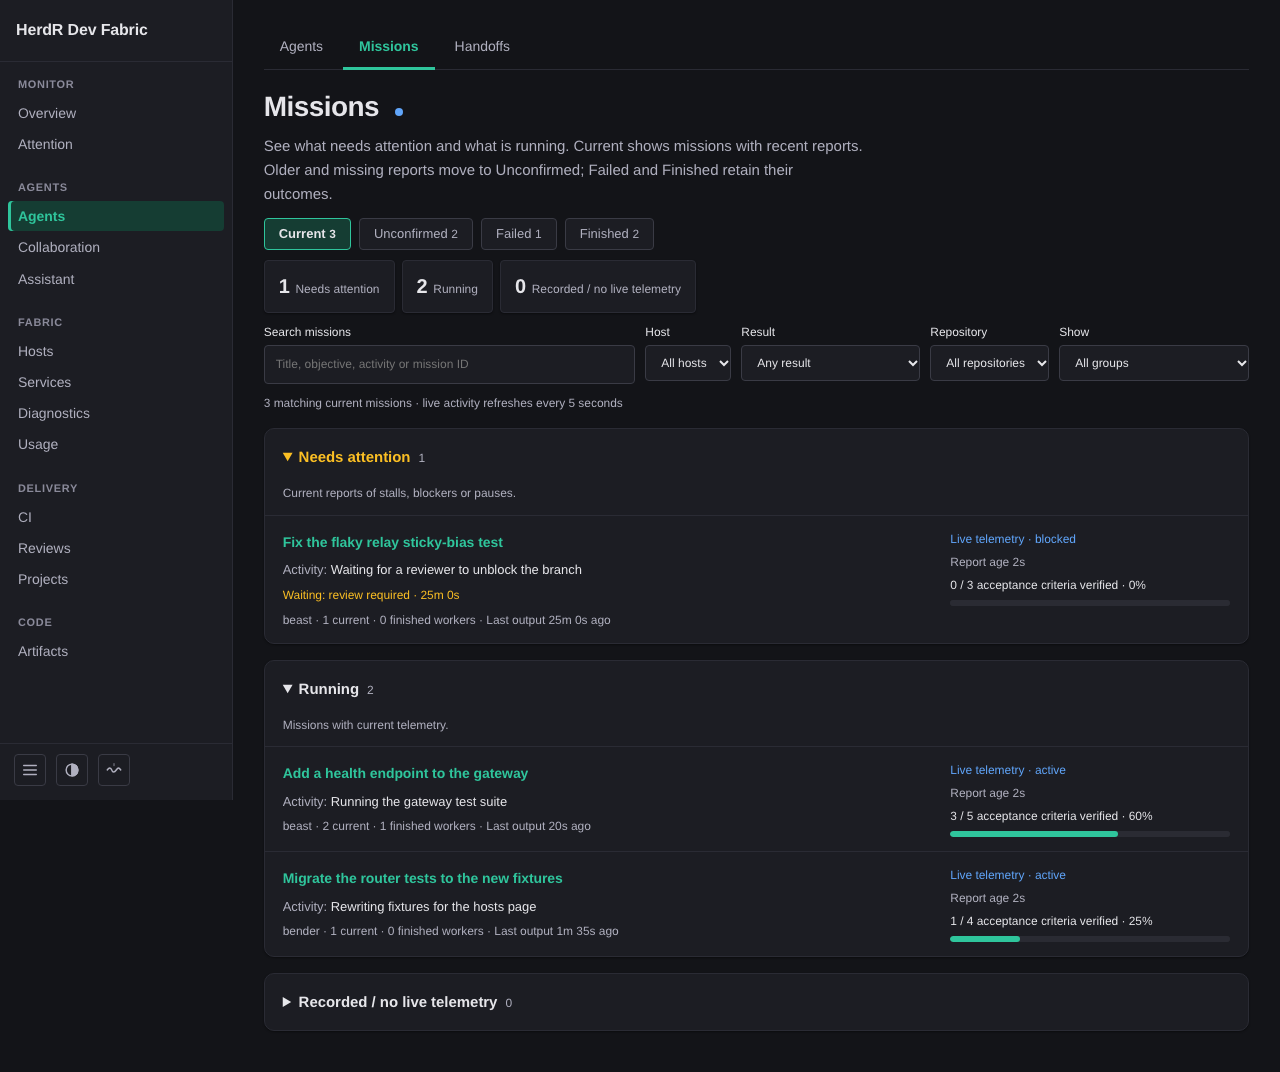 HerdR Dev Fabric
MONITOR
Overview
Attention
AGENTS
Agents
Collaboration
Assistant
FABRIC
Hosts
Services
Diagnostics
Usage
DELIVERY
CI
Reviews
Projects
CODE
Artifacts
Agents Missions Handoffs
Missions
See what needs attention and what is running. Current shows missions with recent reports.
Older and missing reports move to Unconfirmed; Failed and Finished retain their
outcomes.
Current 3 Unconfirmed 2 Failed 1 Finished 2
1 Needs attention 2 Running 0 Recorded / no live telemetry
Search missions Host Result Repository Show
Title, objective, activity or mission ID All hosts Any result All repositories All groups
3 matching current missions · live activity refreshes every 5 seconds
Needs attention 1
Current reports of stalls, blockers or pauses.
Fix the flaky relay sticky-bias test
Activity: Waiting for a reviewer to unblock the branch
Waiting: review required · 25m 0s
beast · 1 current · 0 finished workers · Last output 25m 0s ago
Live telemetry · blocked
Report age 2s
0 / 3 acceptance criteria verified · 0%
Running 2
Missions with current telemetry.
Add a health endpoint to the gateway
Activity: Running the gateway test suite
beast · 2 current · 1 finished workers · Last output 20s ago
Live telemetry · active
Report age 2s
3 / 5 acceptance criteria verified · 60%
Migrate the router tests to the new fixtures
Activity: Rewriting fixtures for the hosts page
bender · 1 current · 0 finished workers · Last output 1m 35s ago
Live telemetry · active
Report age 2s
1 / 4 acceptance criteria verified · 25%
Recorded / no live telemetry 0